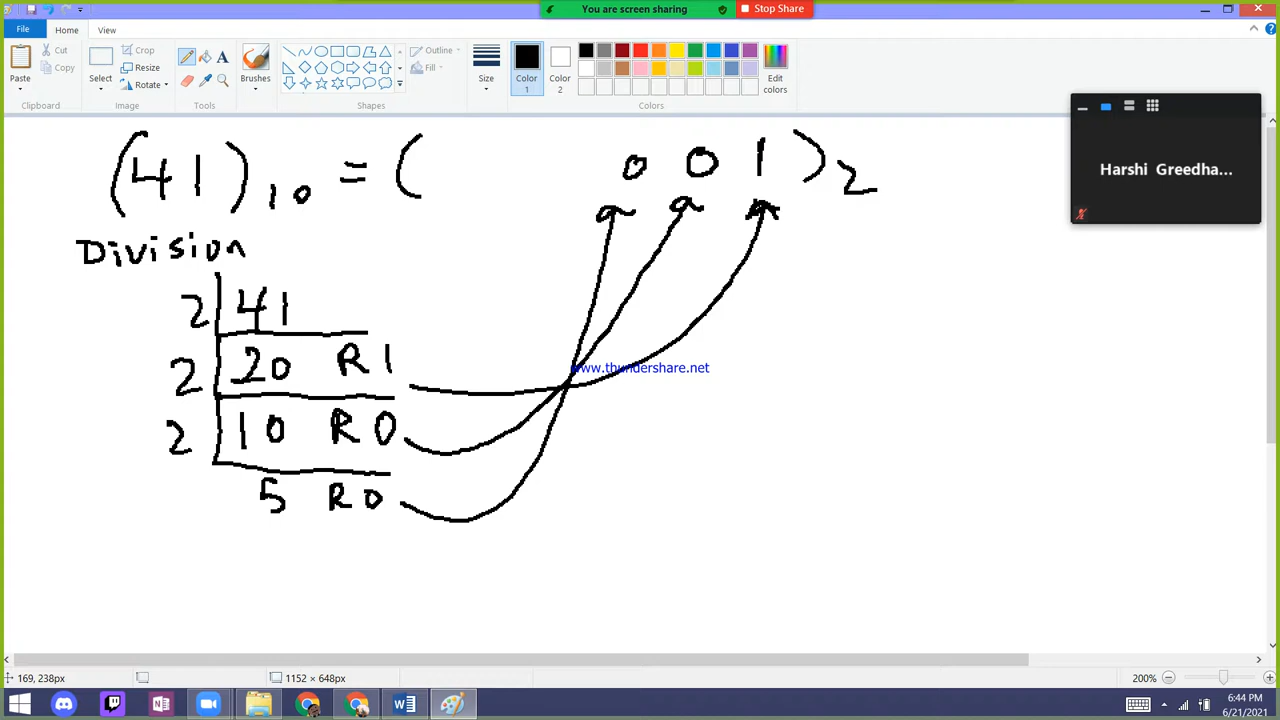 You are screen sharing Stop Share
File Home View
Cut Copy Paste Clipboard
Select Crop Resize Rotate Image
Tools
Brushes
Outline Fill Shapes
Size
Color 1 Color 2 Edit colors Colors
Harshi Greedha...
(41)10 = ( 0 0 1 )2
Division
2 41
2 20 R1
2 10 R0
5 R0
www.thundershare.net
169, 238px 1152 × 648px 200%
6:44 PM
6/21/2021